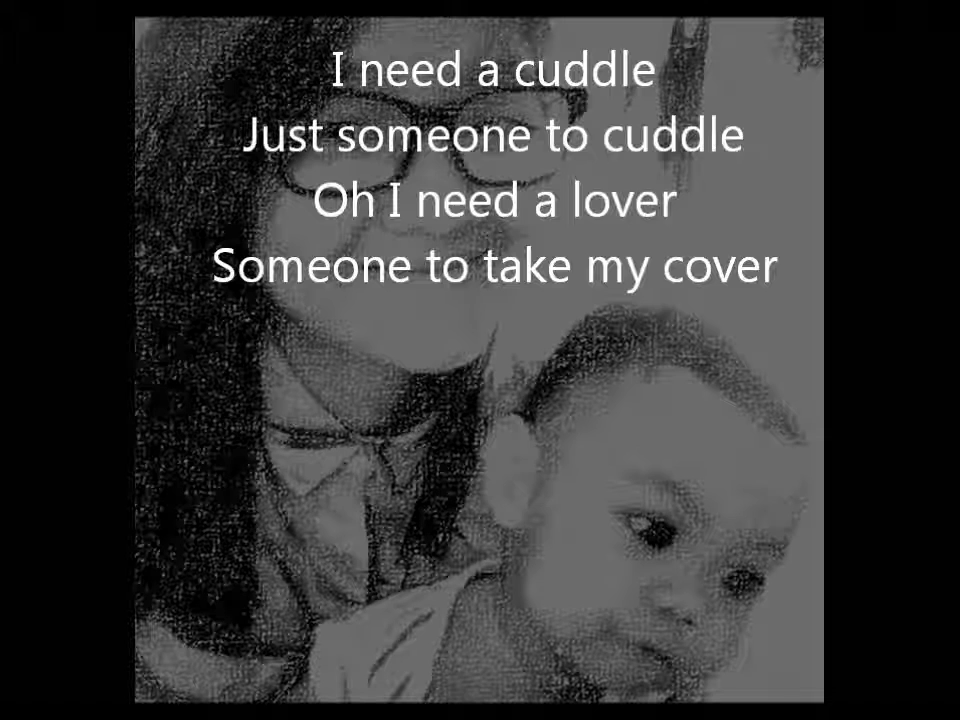 I need a cuddle
Just someone to cuddle
Oh I need a lover
Someone to take my cover